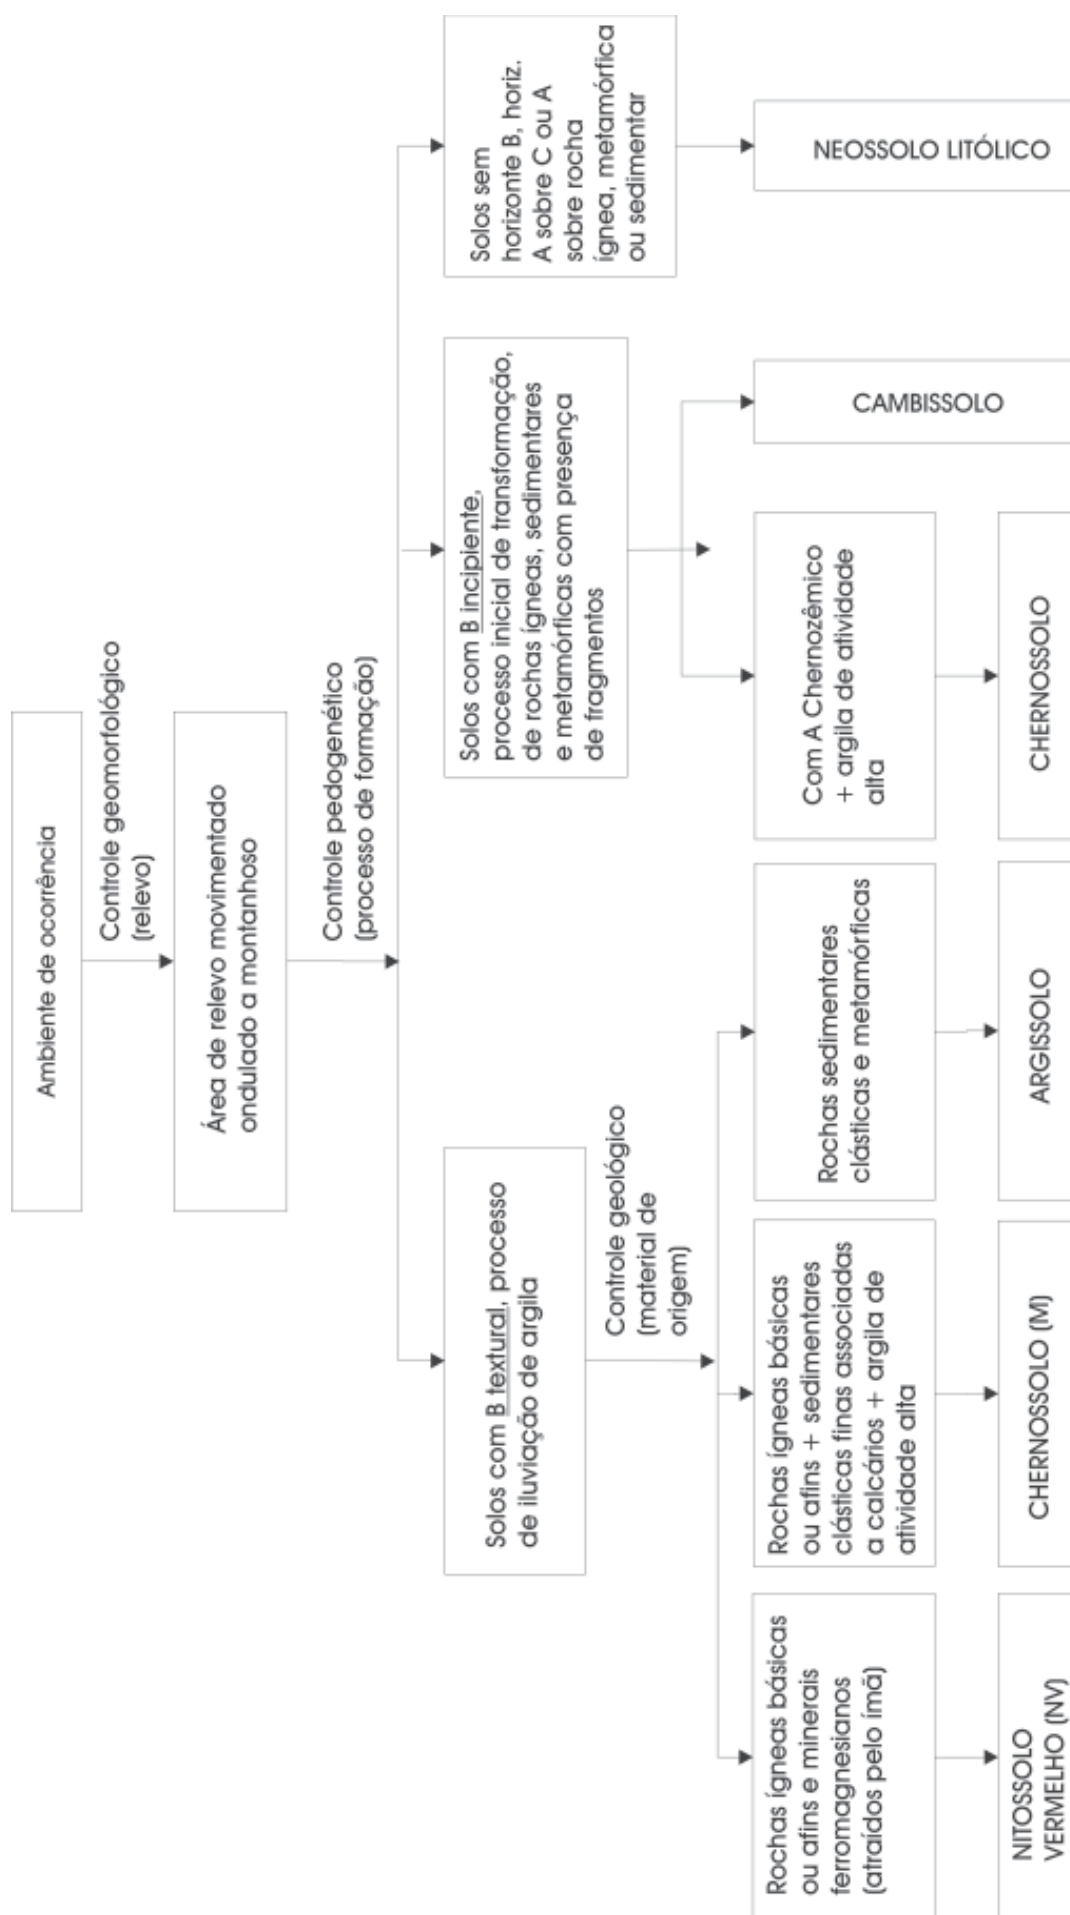 Ambiente de ocorrência
Controle geomorfológico
(relevo)
Área de relevo movimentado
ondulado a montanhoso
Controle pedogenético
(processo de formação)
Solos com B textural, processo
de iluviação de argila
Solos com B incipiente,
processo inicial de transformação,
de rochas ígneas, sedimentares
e metamórficas com presença
de fragmentos
Solos sem
horizonte B, horiz.
A sobre C ou A
sobre rocha
ígnea, metamórfica
ou sedimentar
Controle geológico
(material de
origem)
Rochas ígneas básicas
ou afins e minerais
ferromagnesianos
(atraídos pelo ímã)
Rochas ígneas básicas
ou afins + sedimentares
clásticas finas associadas
a calcários + argila de
atividade alta
Rochas sedimentares
clásticas e metamórficas
Com A Chernozêmico
+ argila de atividade
alta
CAMBISSOLO
NEOSSOLO LITÓLICO
NITOSSOLO
VERMELHO (NV)
CHERNOSSOLO (M)
ARGISSOLO
CHERNOSSOLO